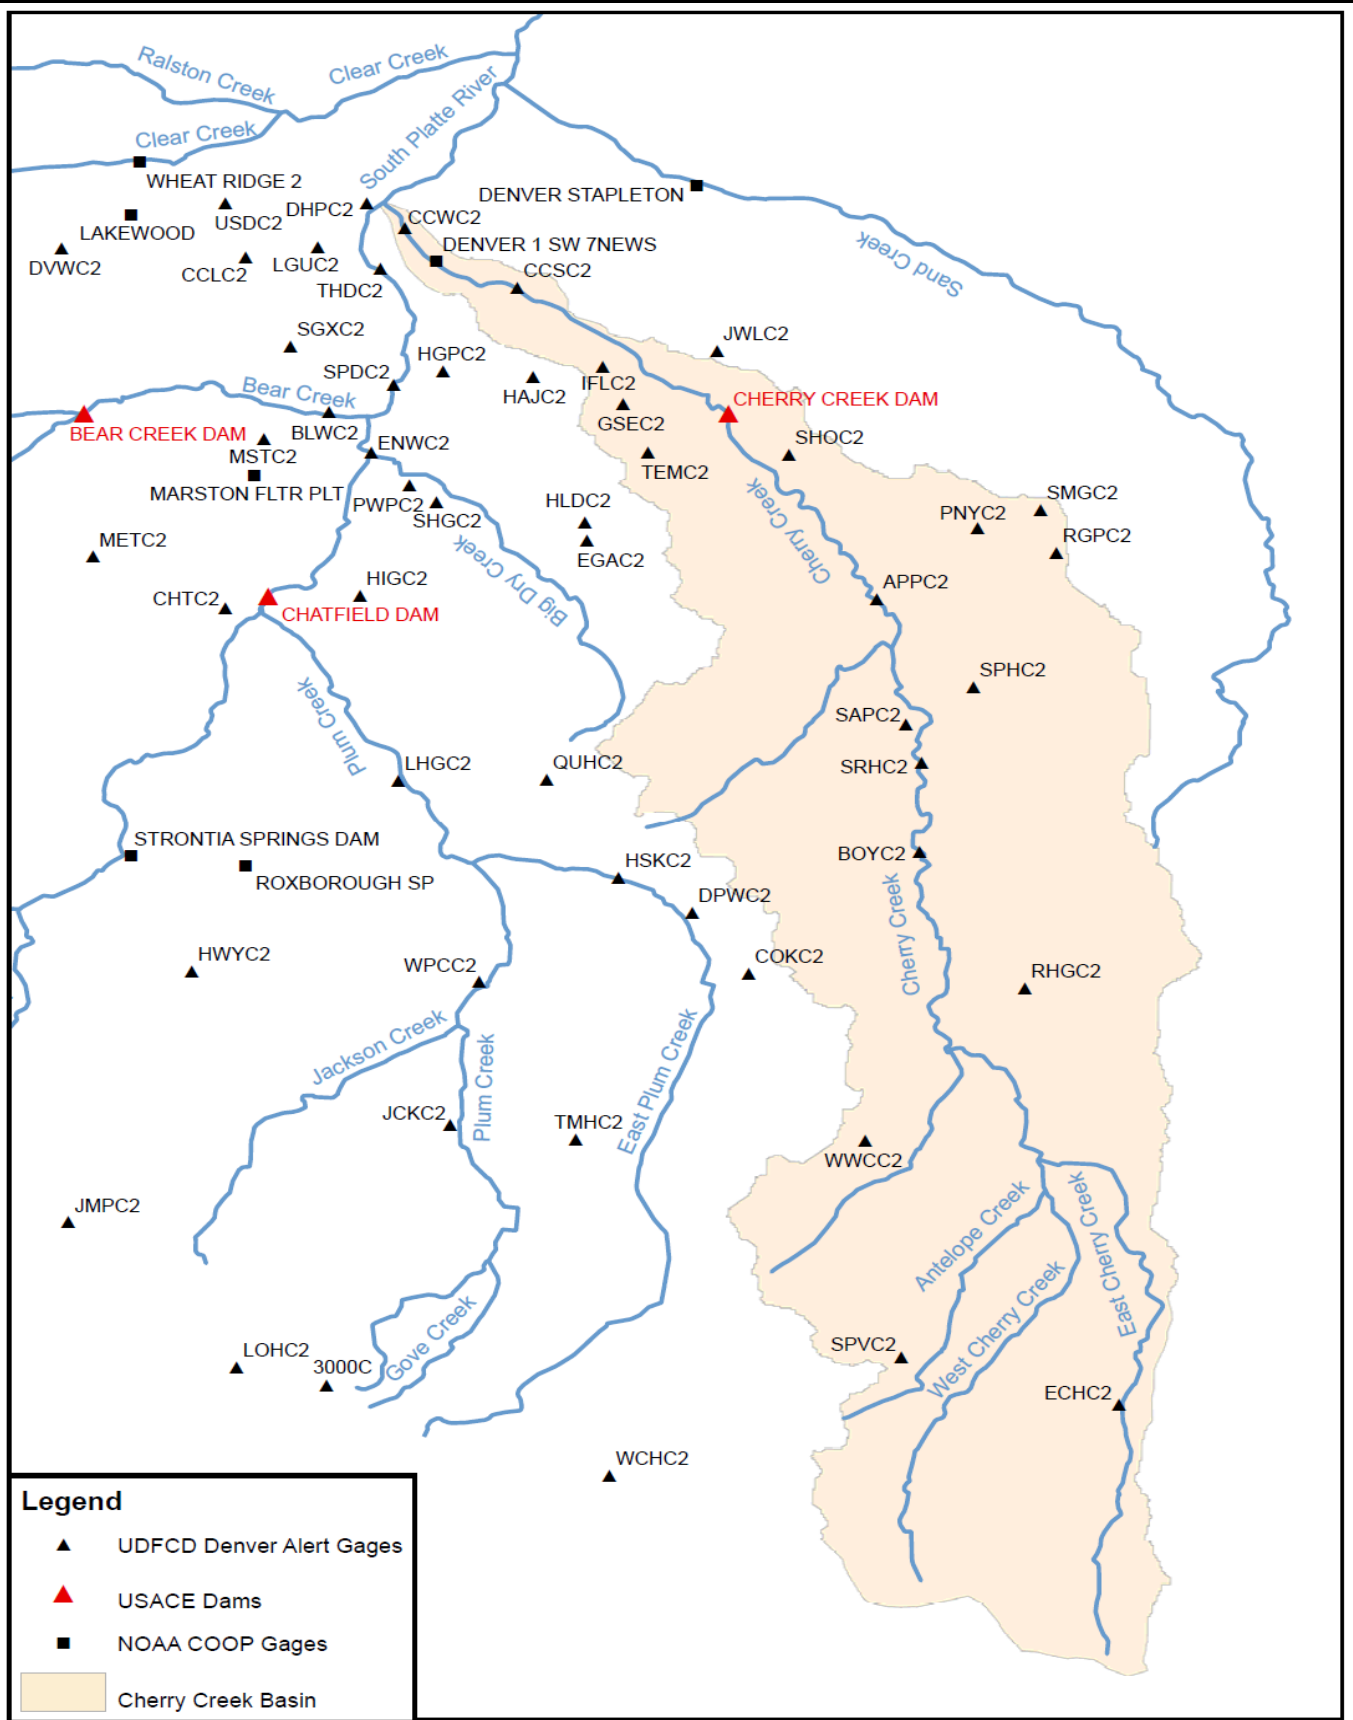 Ralston Creek
Clear Creek
Clear Creek
South Platte River
WHEAT RIDGE 2
DENVER STAPLETON
USDC2
DHPC2
LAKEWOOD
CCWC2
DVWC2
CCLC2
LGUC2
DENVER 1 SW 7NEWS
THDC2
CCSC2
Sand Creek
SGXC2
JWLC2
HGPC2
SPDC2
IFLC2
HAJC2
Bear Creek
CHERRY CREEK DAM
GSEC2
BEAR CREEK DAM
BLWC2
ENWC2
SHOC2
MSTC2
TEMC2
MARSTON FLTR PLT
PWPC2
SHGC2
HLDC2
Cherry Creek
SMGC2
PNYC2
RGPC2
METC2
Big Dry Creek
EGAC2
APPC2
CHTC2
HIGC2
CHATFIELD DAM
SPHC2
Plum Creek
SAPC2
LHGC2
QUHC2
SRHC2
STRONTIA SPRINGS DAM
BOYC2
ROXBOROUGH SP
HSKC2
DPWC2
Cherry Creek
HWYC2
WPCC2
COKC2
RHGC2
Jackson Creek
Plum Creek
East Plum Creek
JCKC2
TMHC2
WWCC2
JMPC2
Antelope Creek
East Cherry Creek
West Cherry Creek
Gove Creek
SPVC2
LOHC2
3000C
ECHC2
WCHC2
Legend
UDFCD Denver Alert Gages
USACE Dams
NOAA COOP Gages
Cherry Creek Basin